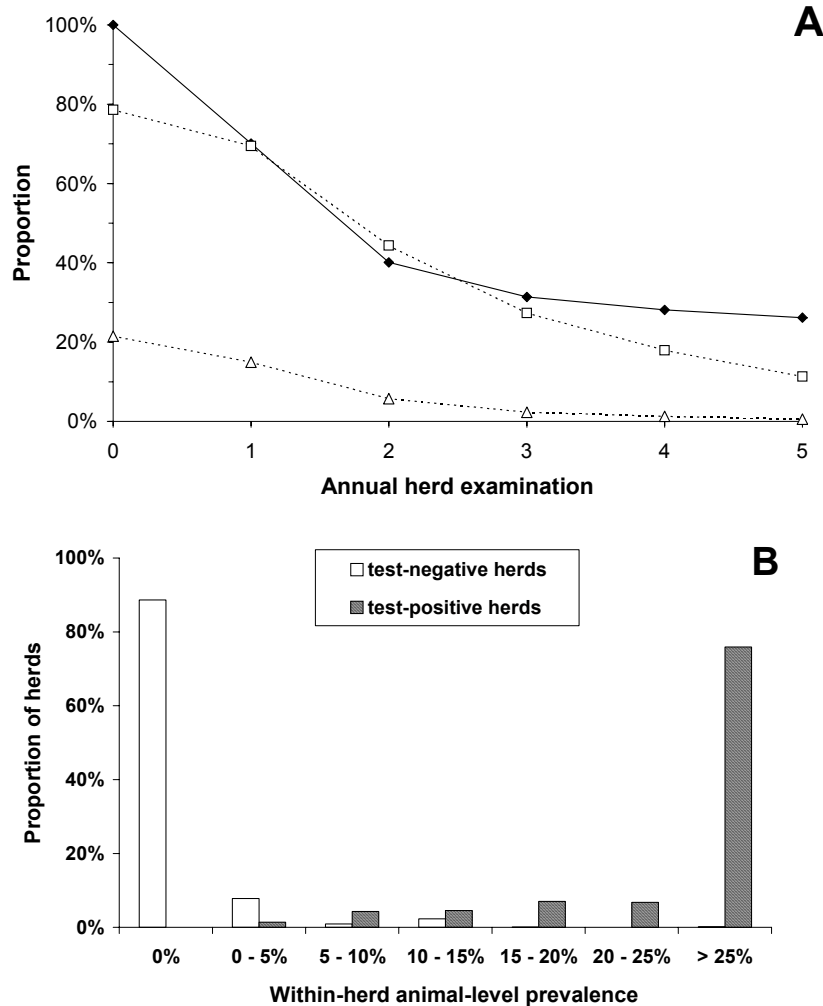 A
100%
80%
60%
40%
20%
0%
Proportion
0 1 2 3 4 5
Annual herd examination
B
100%
80%
60%
40%
20%
0%
Proportion of herds
test-negative herds
test-positive herds
0% 0 - 5% 5 - 10% 10 - 15% 15 - 20% 20 - 25% > 25%
Within-herd animal-level prevalence